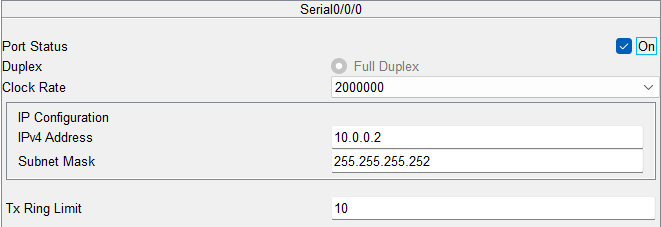 Serial0/0/0
Port Status On
Duplex Full Duplex
Clock Rate 2000000
IP Configuration
IPv4 Address 10.0.0.2
Subnet Mask 255.255.255.252
Tx Ring Limit 10